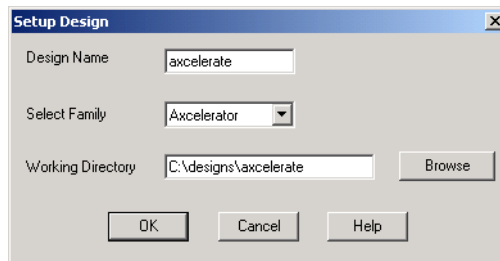 Setup Design
Design Name axcelerate
Select Family Axcelerator
Working Directory C:\designs\axcelerate Browse
OK Cancel Help